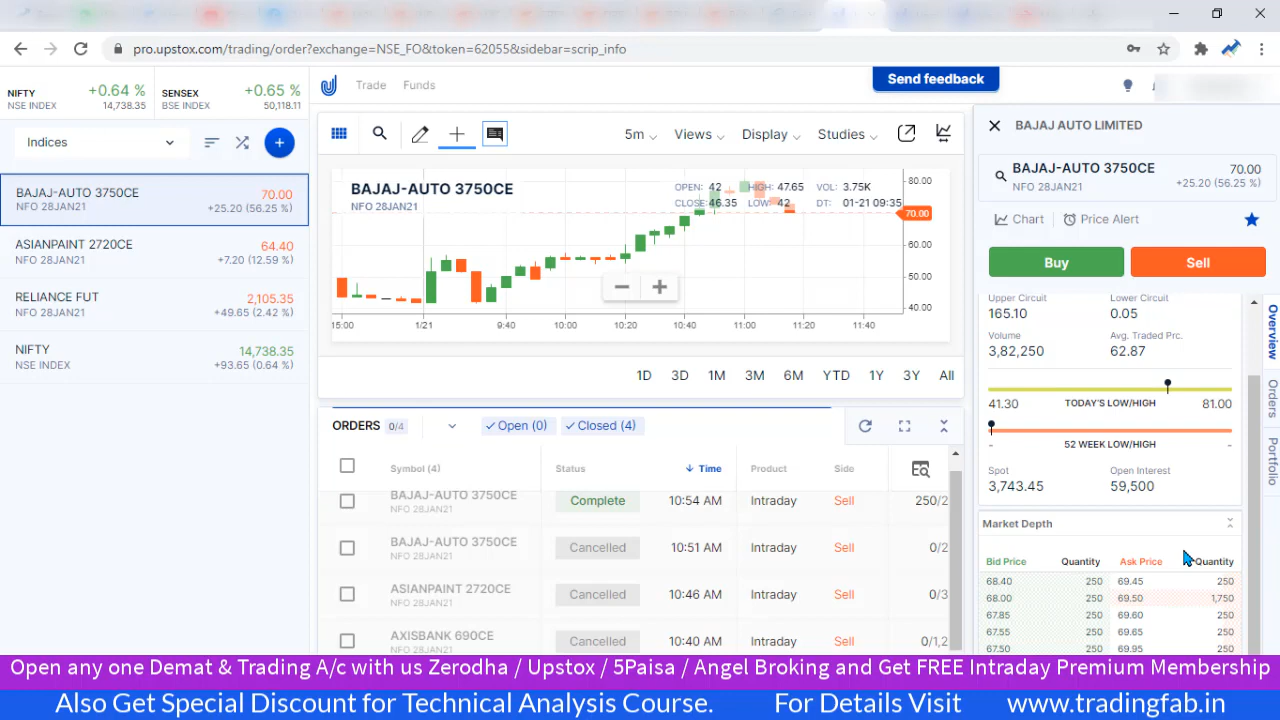 pro.upstox.com/trading/order?exchange=NSE_FO&token=62055&sidebar=scrip_info
NIFTY +0.64 %
NSE INDEX 14,738.35
SENSEX +0.65 %
BSE INDEX 50,118.11
Trade Funds
Send feedback
Indices
BAJAJ-AUTO 3750CE 70.00
NFO 28JAN21 +25.20 (56.25 %)
ASIANPAINT 2720CE 64.40
NFO 28JAN21 +7.20 (12.59 %)
RELIANCE FUT 2,105.35
NFO 28JAN21 +49.65 (2.42 %)
NIFTY 14,738.35
NSE INDEX +93.65 (0.64 %)
5m Views Display Studies
BAJAJ-AUTO 3750CE
NFO 28JAN21
OPEN: 42 HIGH: 47.65 VOL: 3.75K
CLOSE: 46.35 LOW: 42 DT: 01-21 09:35
80.00
70.00
60.00
50.00
40.00
15:00 1/21 9:40 10:00 10:20 10:40 11:00 11:20 11:40
1D 3D 1M 3M 6M YTD 1Y 3Y All
ORDERS 0/4 Open (0) Closed (4)
Symbol (4) Status Time Product Side
BAJAJ-AUTO 3750CE Complete 10:54 AM Intraday Sell 250/2
NFO 28JAN21
BAJAJ-AUTO 3750CE Cancelled 10:51 AM Intraday Sell 0/2
NFO 28JAN21
ASIANPAINT 2720CE Cancelled 10:46 AM Intraday Sell 0/3
NFO 28JAN21
AXISBANK 690CE Cancelled 10:40 AM Intraday Sell 0/1,2
NFO 28JAN21
BAJAJ AUTO LIMITED
BAJAJ-AUTO 3750CE 70.00
NFO 28JAN21 +25.20 (56.25 %)
Chart Price Alert
Buy Sell
Upper Circuit Lower Circuit
165.10 0.05
Volume Avg. Traded Prc.
3,82,250 62.87
41.30 TODAY'S LOW/HIGH 81.00
- 52 WEEK LOW/HIGH -
Spot Open Interest
3,743.45 59,500
Market Depth
Bid Price Quantity Ask Price Quantity
68.40 250 69.45 250
68.00 250 69.50 1,750
67.85 250 69.60 250
67.55 250 69.65 250
67.50 250 69.95 250
Overview
Orders
Portfolio
Open any one Demat & Trading A/c with us Zerodha / Upstox / 5Paisa / Angel Broking and Get FREE Intraday Premium Membership
Also Get Special Discount for Technical Analysis Course. For Details Visit www.tradingfab.in